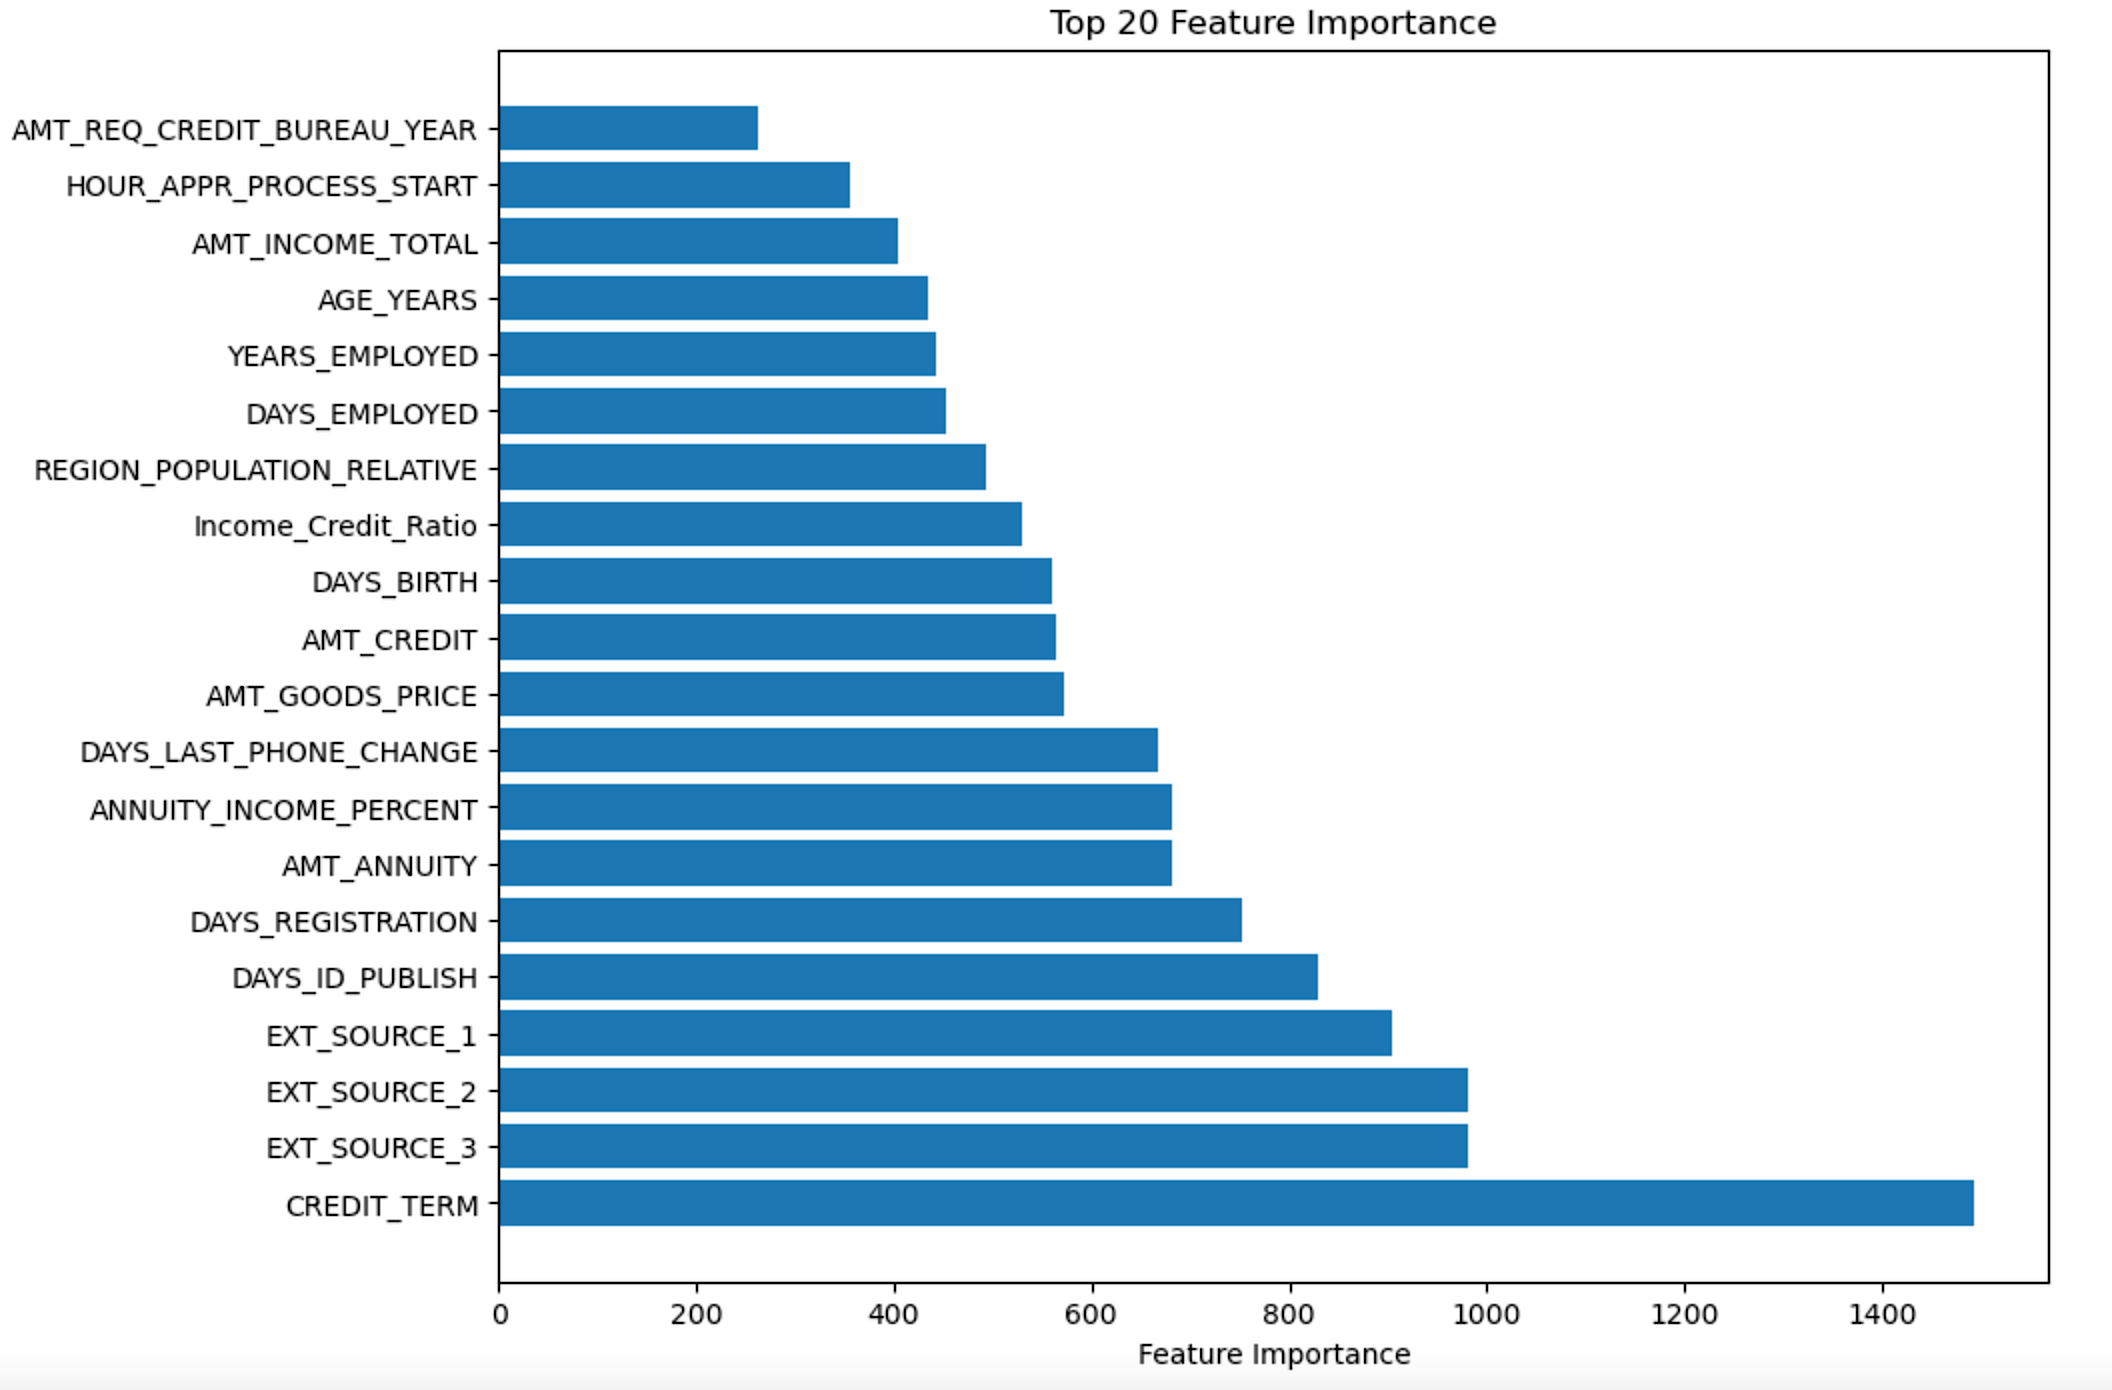 Top 20 Feature Importance
AMT_REQ_CREDIT_BUREAU_YEAR
HOUR_APPR_PROCESS_START
AMT_INCOME_TOTAL
AGE_YEARS
YEARS_EMPLOYED
DAYS_EMPLOYED
REGION_POPULATION_RELATIVE
Income_Credit_Ratio
DAYS_BIRTH
AMT_CREDIT
AMT_GOODS_PRICE
DAYS_LAST_PHONE_CHANGE
ANNUITY_INCOME_PERCENT
AMT_ANNUITY
DAYS_REGISTRATION
DAYS_ID_PUBLISH
EXT_SOURCE_1
EXT_SOURCE_2
EXT_SOURCE_3
CREDIT_TERM
0 200 400 600 800 1000 1200 1400
Feature Importance